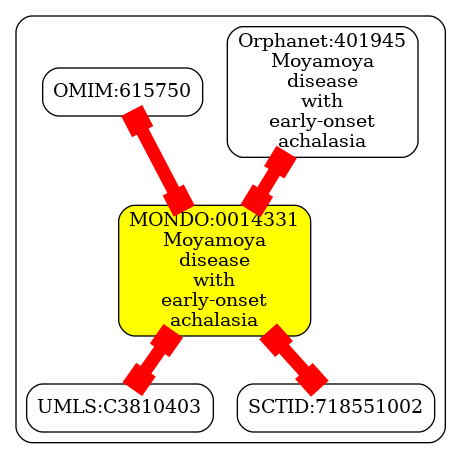 OMIM:615750
Orphanet:401945
Moyamoya
disease
with
early-onset
achalasia
MONDO:0014331
Moyamoya
disease
with
early-onset
achalasia
UMLS:C3810403
SCTID:718551002